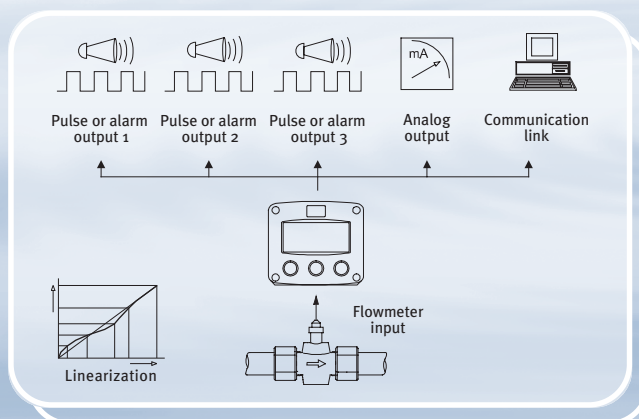 mA
Pulse or alarm
output 1
Pulse or alarm
output 2
Pulse or alarm
output 3
Analog
output
Communication
link
Flowmeter
input
Linearization